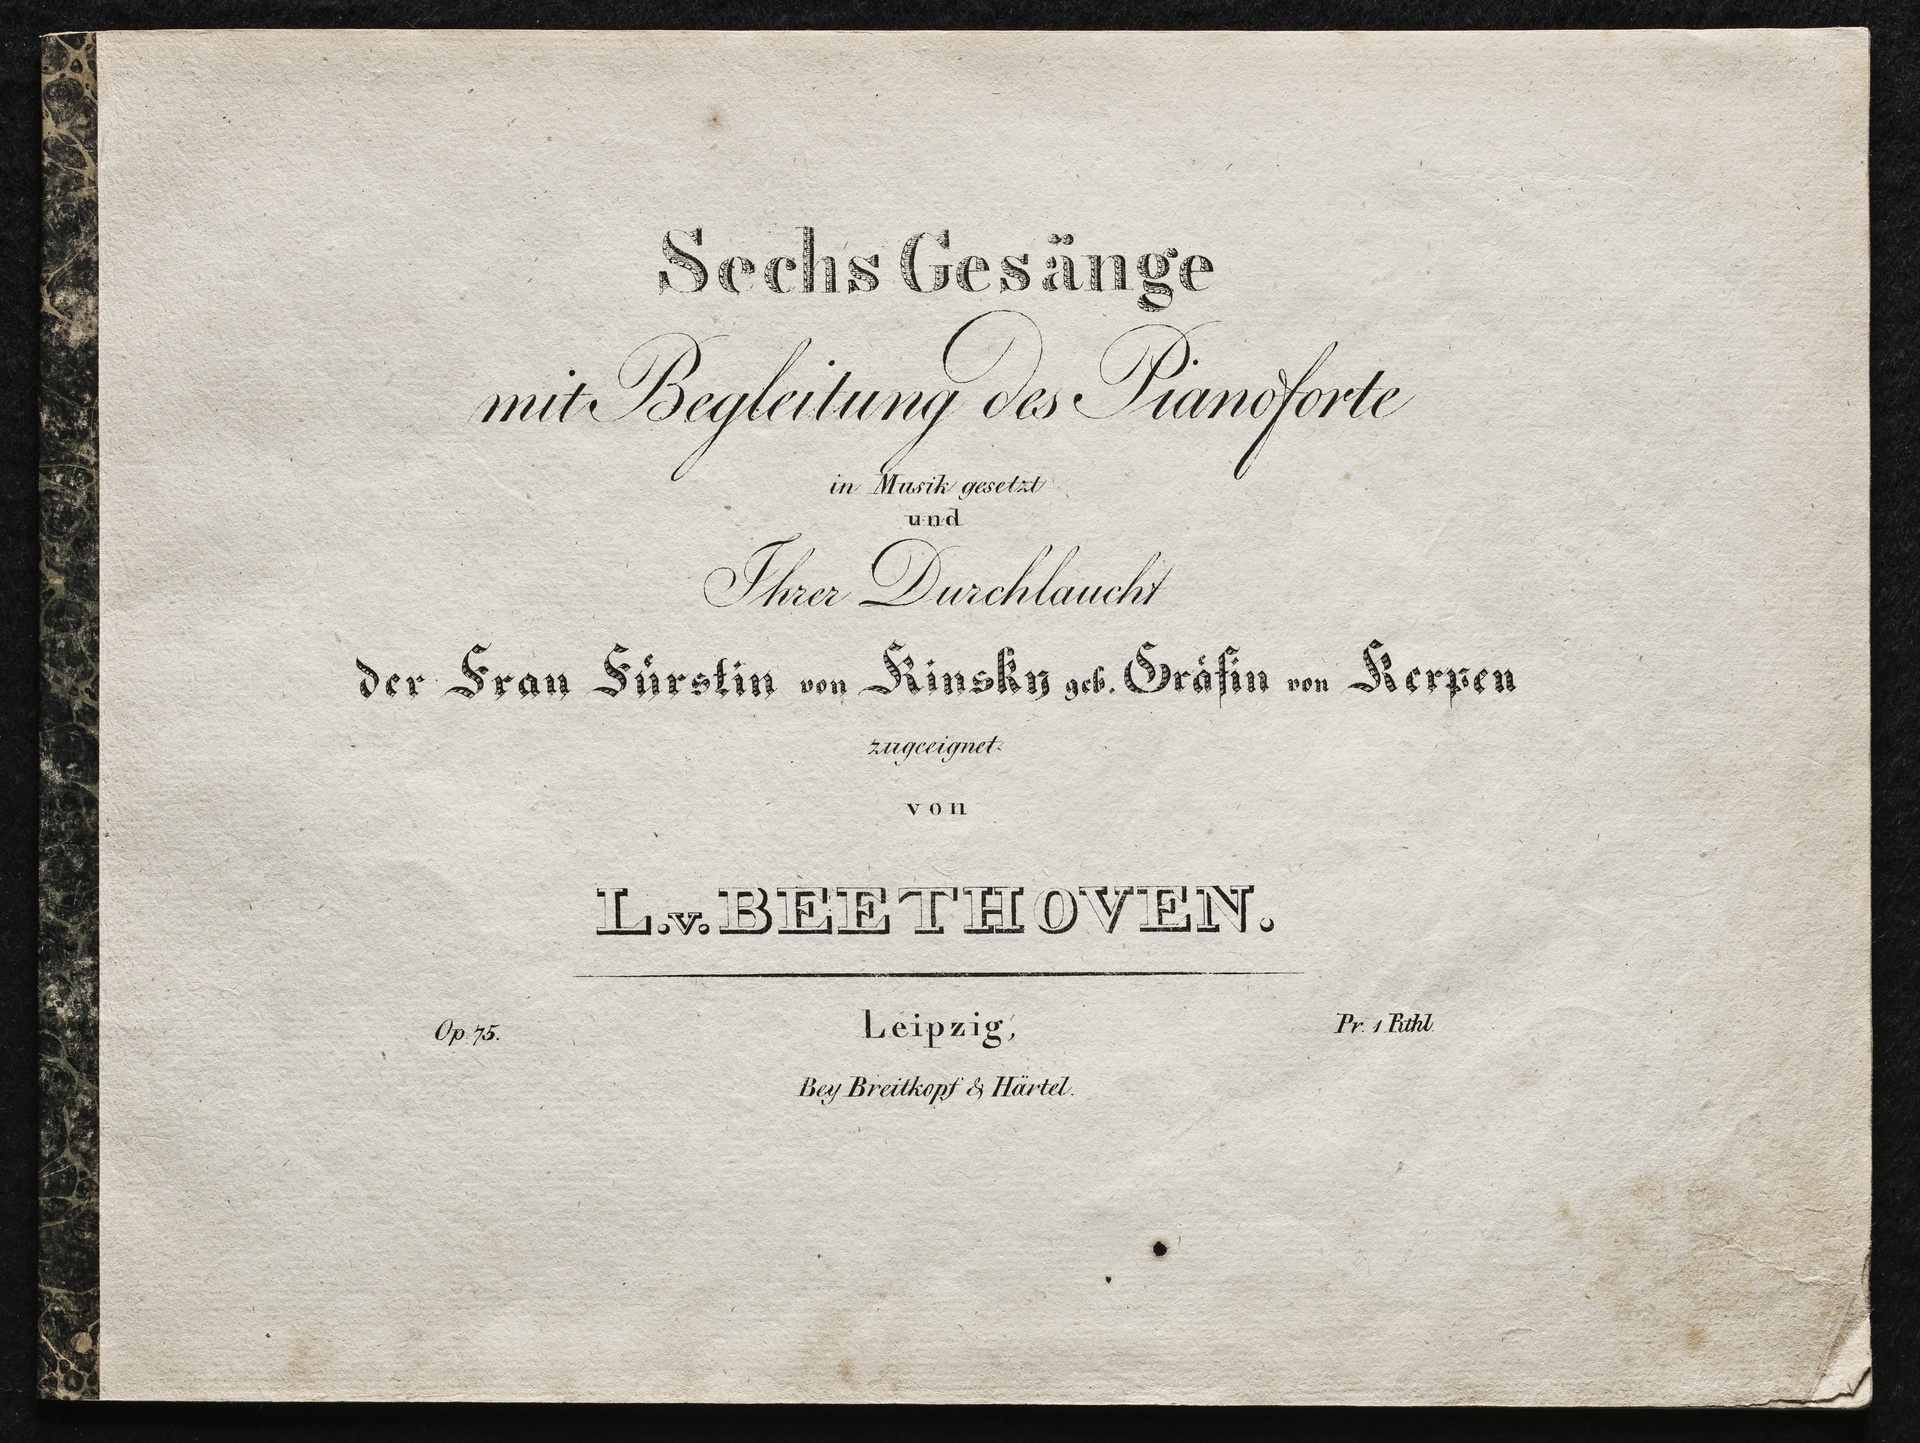 Sechs Gesänge
mit Begleitung des Pianoforte
in Musik gesetzt
und
Ihrer Durchlaucht
der Frau Fürstin von Kinsky geb. Gräfin von Kerpen
zugeeignet
von
L.v. BEETHOVEN.
Op. 75. Leipzig, Pr. 1 Rthl.
Bey Breitkopf & Härtel.